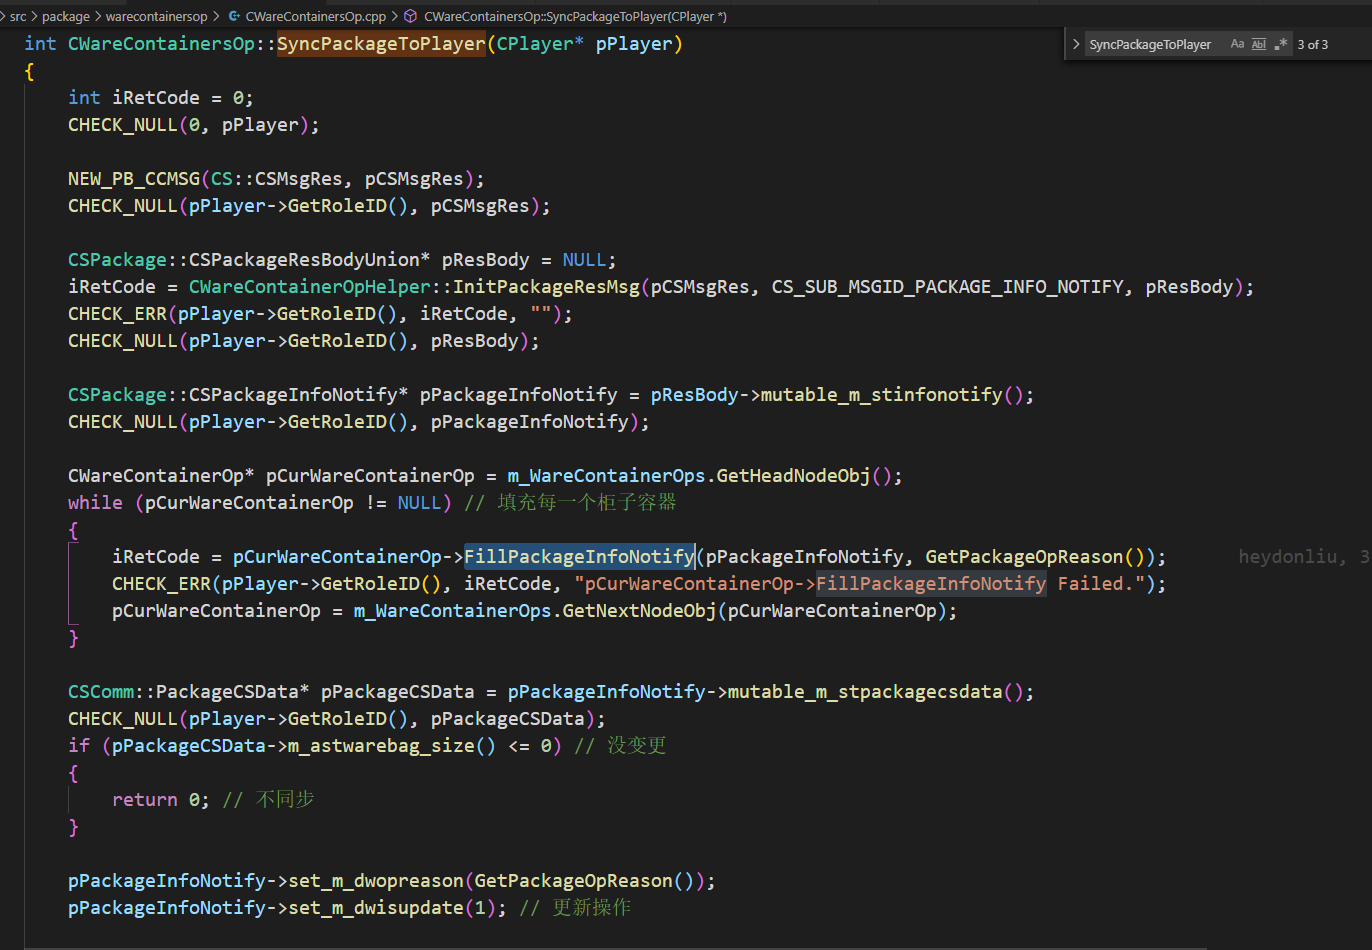 src > package > warecontainersop > CWareContainersOp.cpp > CWareContainersOp::SyncPackageToPlayer(CPlayer *)
SyncPackageToPlayer Aa Abl .* 3 of 3
int CWareContainersOp::SyncPackageToPlayer(CPlayer* pPlayer)
{
    int iRetCode = 0;
    CHECK_NULL(0, pPlayer);
    NEW_PB_CCMSG(CS::CSMsgRes, pCSMsgRes);
    CHECK_NULL(pPlayer->GetRoleID(), pCSMsgRes);
    CSPackage::CSPackageResBodyUnion* pResBody = NULL;
    iRetCode = CWareContainerOpHelper::InitPackageResMsg(pCSMsgRes, CS_SUB_MSGID_PACKAGE_INFO_NOTIFY, pResBody);
    CHECK_ERR(pPlayer->GetRoleID(), iRetCode, "");
    CHECK_NULL(pPlayer->GetRoleID(), pResBody);
    CSPackage::CSPackageInfoNotify* pPackageInfoNotify = pResBody->mutable_m_stinfonotify();
    CHECK_NULL(pPlayer->GetRoleID(), pPackageInfoNotify);
    CWareContainerOp* pCurWareContainerOp = m_WareContainerOps.GetHeadNodeObj();
    while (pCurWareContainerOp != NULL) // 填充每一个柜子容器
    {
        iRetCode = pCurWareContainerOp->FillPackageInfoNotify(pPackageInfoNotify, GetPackageOpReason()); heydonliu, 3
        CHECK_ERR(pPlayer->GetRoleID(), iRetCode, "pCurWareContainerOp->FillPackageInfoNotify Failed.");
        pCurWareContainerOp = m_WareContainerOps.GetNextNodeObj(pCurWareContainerOp);
    }
    CSComm::PackageCSData* pPackageCSData = pPackageInfoNotify->mutable_m_stpackagecsdata();
    CHECK_NULL(pPlayer->GetRoleID(), pPackageCSData);
    if (pPackageCSData->m_astwarebag_size() <= 0) // 没变更
    {
        return 0; // 不同步
    }
    pPackageInfoNotify->set_m_dwopreason(GetPackageOpReason());
    pPackageInfoNotify->set_m_dwisupdate(1); // 更新操作